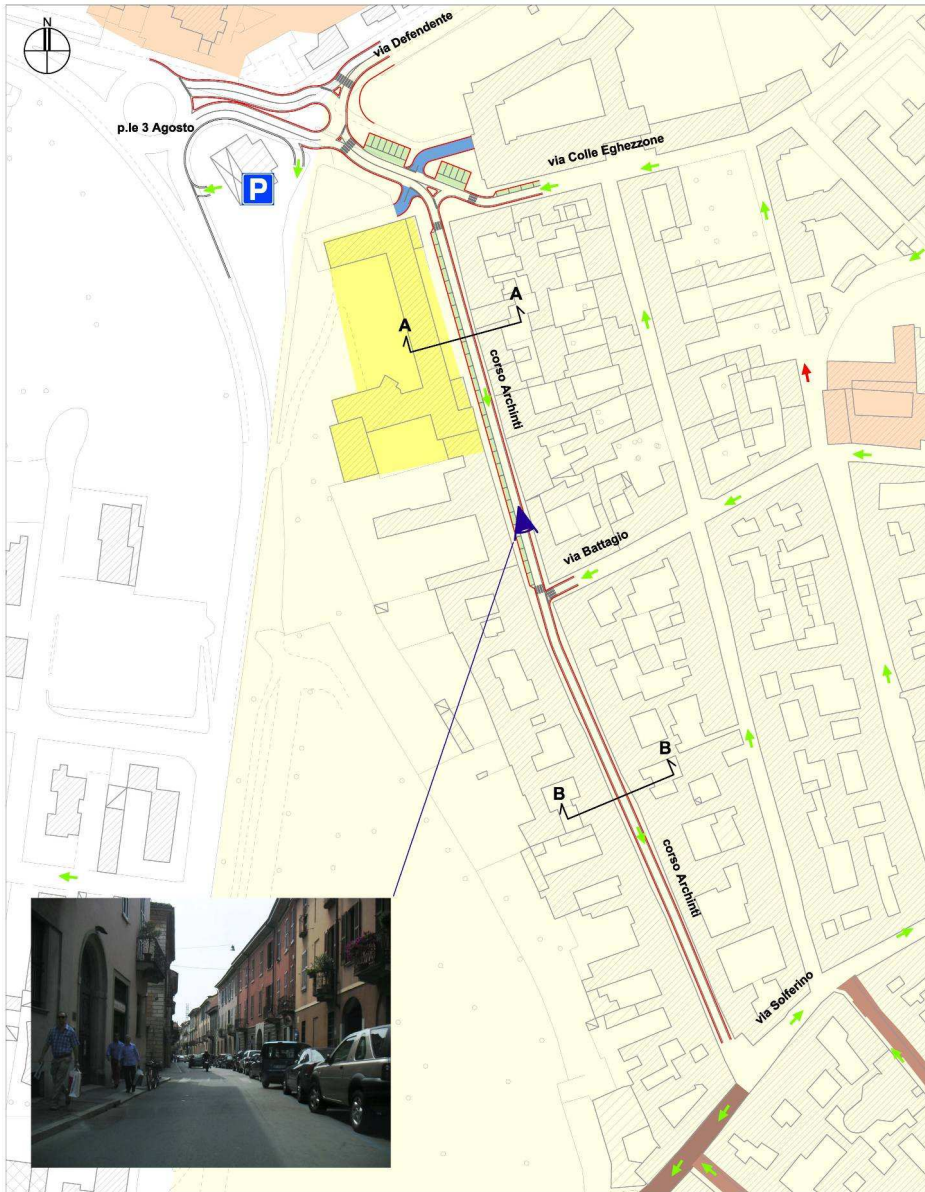 N
via Defendente
p.le 3 Agosto
via Colle Eghezzone
P
A
A
corso Archinti
via Battagio
B
B
corso Archinti
via Solferino